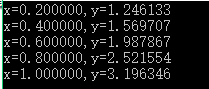 x=0.200000,y=1.246133
x=0.400000,y=1.569707
x=0.600000,y=1.987867
x=0.800000,y=2.521554
x=1.000000,y=3.196346